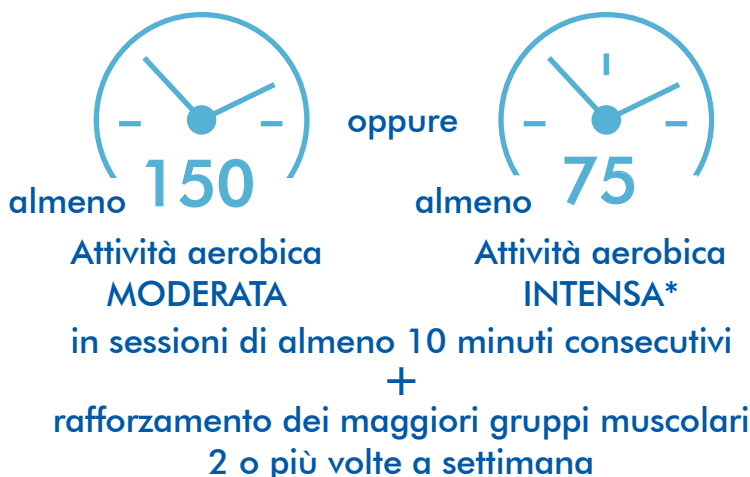 oppure
almeno 150
almeno 75
Attività aerobica
MODERATA
Attività aerobica
INTENSA*
in sessioni di almeno 10 minuti consecutivi
+
rafforzamento dei maggiori gruppi muscolari
2 o più volte a settimana